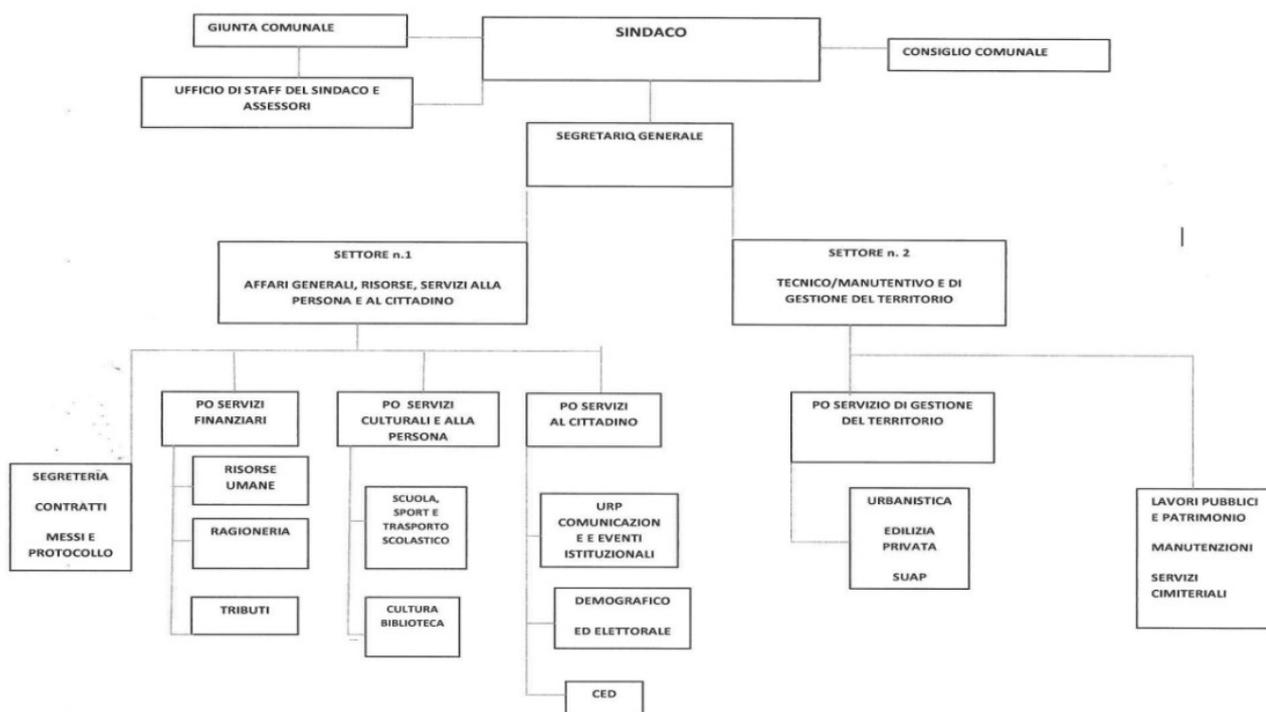 GIUNTA COMUNALE
SINDACO
CONSIGLIO COMUNALE
UFFICIO DI STAFF DEL SINDACO E
ASSESSORI
SEGRETARIQ GENERALE
SETTORE n.1
AFFARI GENERALI, RISORSE, SERVIZI ALLA
PERSONA E AL CITTADINO
SETTORE n. 2
TECNICO/MANUTENTIVO E DI
GESTIONE DEL TERRITORIO
PO SERVIZI
FINANZIARI
PO SERVIZI
CULTURALI E ALLA
PERSONA
PO SERVIZI
AL CITTADINO
PO SERVIZIO DI GESTIONE
DEL TERRITORIO
SEGRETERIA
CONTRATTI
MESSI E
PROTOCOLLO
RISORSE
UMANE
RAGIONERIA
TRIBUTI
SCUOLA,
SPORT E
TRASPORTO
SCOLASTICO
CULTURA
BIBLIOTECA
URP
COMUNICAZION
E E EVENTI
ISTITUZIONALI
DEMOGRAFICO
ED ELETTORALE
CED
URBANISTICA
EDILIZIA
PRIVATA
SUAP
LAVORI PUBBLICI
E PATRIMONIO
MANUTENZIONI
SERVIZI
CIMITERIALI